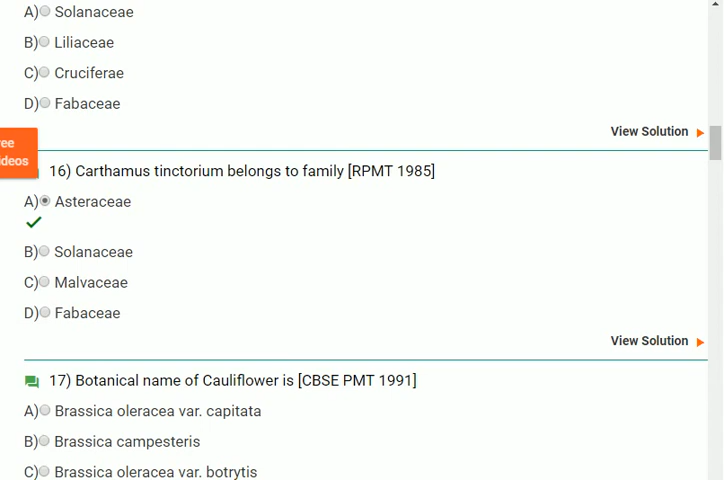 A) Solanaceae
B) Liliaceae
C) Cruciferae
D) Fabaceae
View Solution
ree
ideos
16) Carthamus tinctorium belongs to family [RPMT 1985]
A) Asteraceae
B) Solanaceae
C) Malvaceae
D) Fabaceae
View Solution
17) Botanical name of Cauliflower is [CBSE PMT 1991]
A) Brassica oleracea var. capitata
B) Brassica campesteris
C) Brassica oleracea var. botrytis